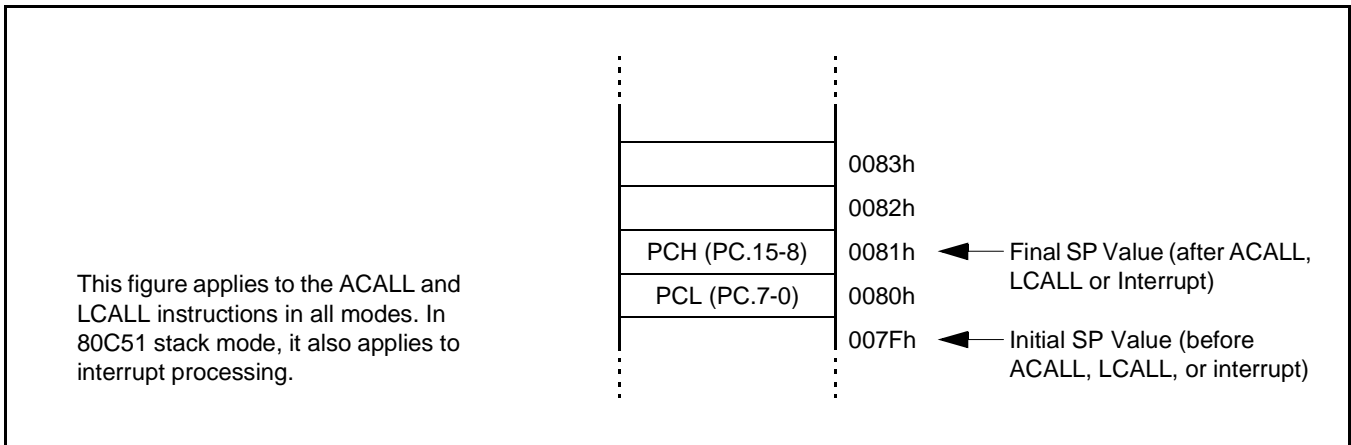 0083h
0082h
PCH (PC.15-8) 0081h Final SP Value (after ACALL,
LCALL or Interrupt)
PCL (PC.7-0) 0080h
007Fh Initial SP Value (before
ACALL, LCALL, or interrupt)
This figure applies to the ACALL and
LCALL instructions in all modes. In
80C51 stack mode, it also applies to
interrupt processing.